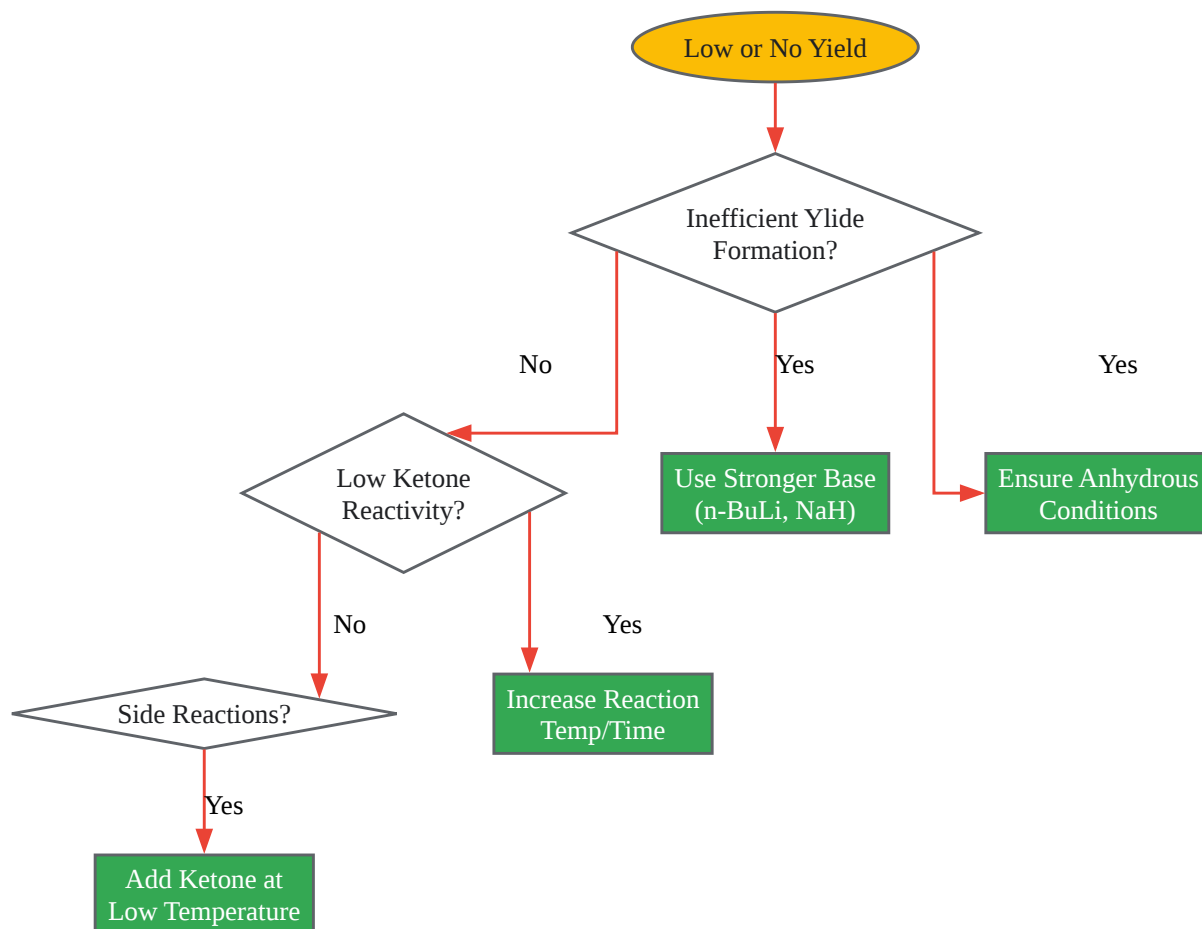 Low or No Yield
Inefficient Ylide
Formation?
No
Yes
Yes
Low Ketone
Reactivity?
Use Stronger Base
(n-BuLi, NaH)
Ensure Anhydrous
Conditions
No
Yes
Side Reactions?
Increase Reaction
Temp/Time
Yes
Add Ketone at
Low Temperature